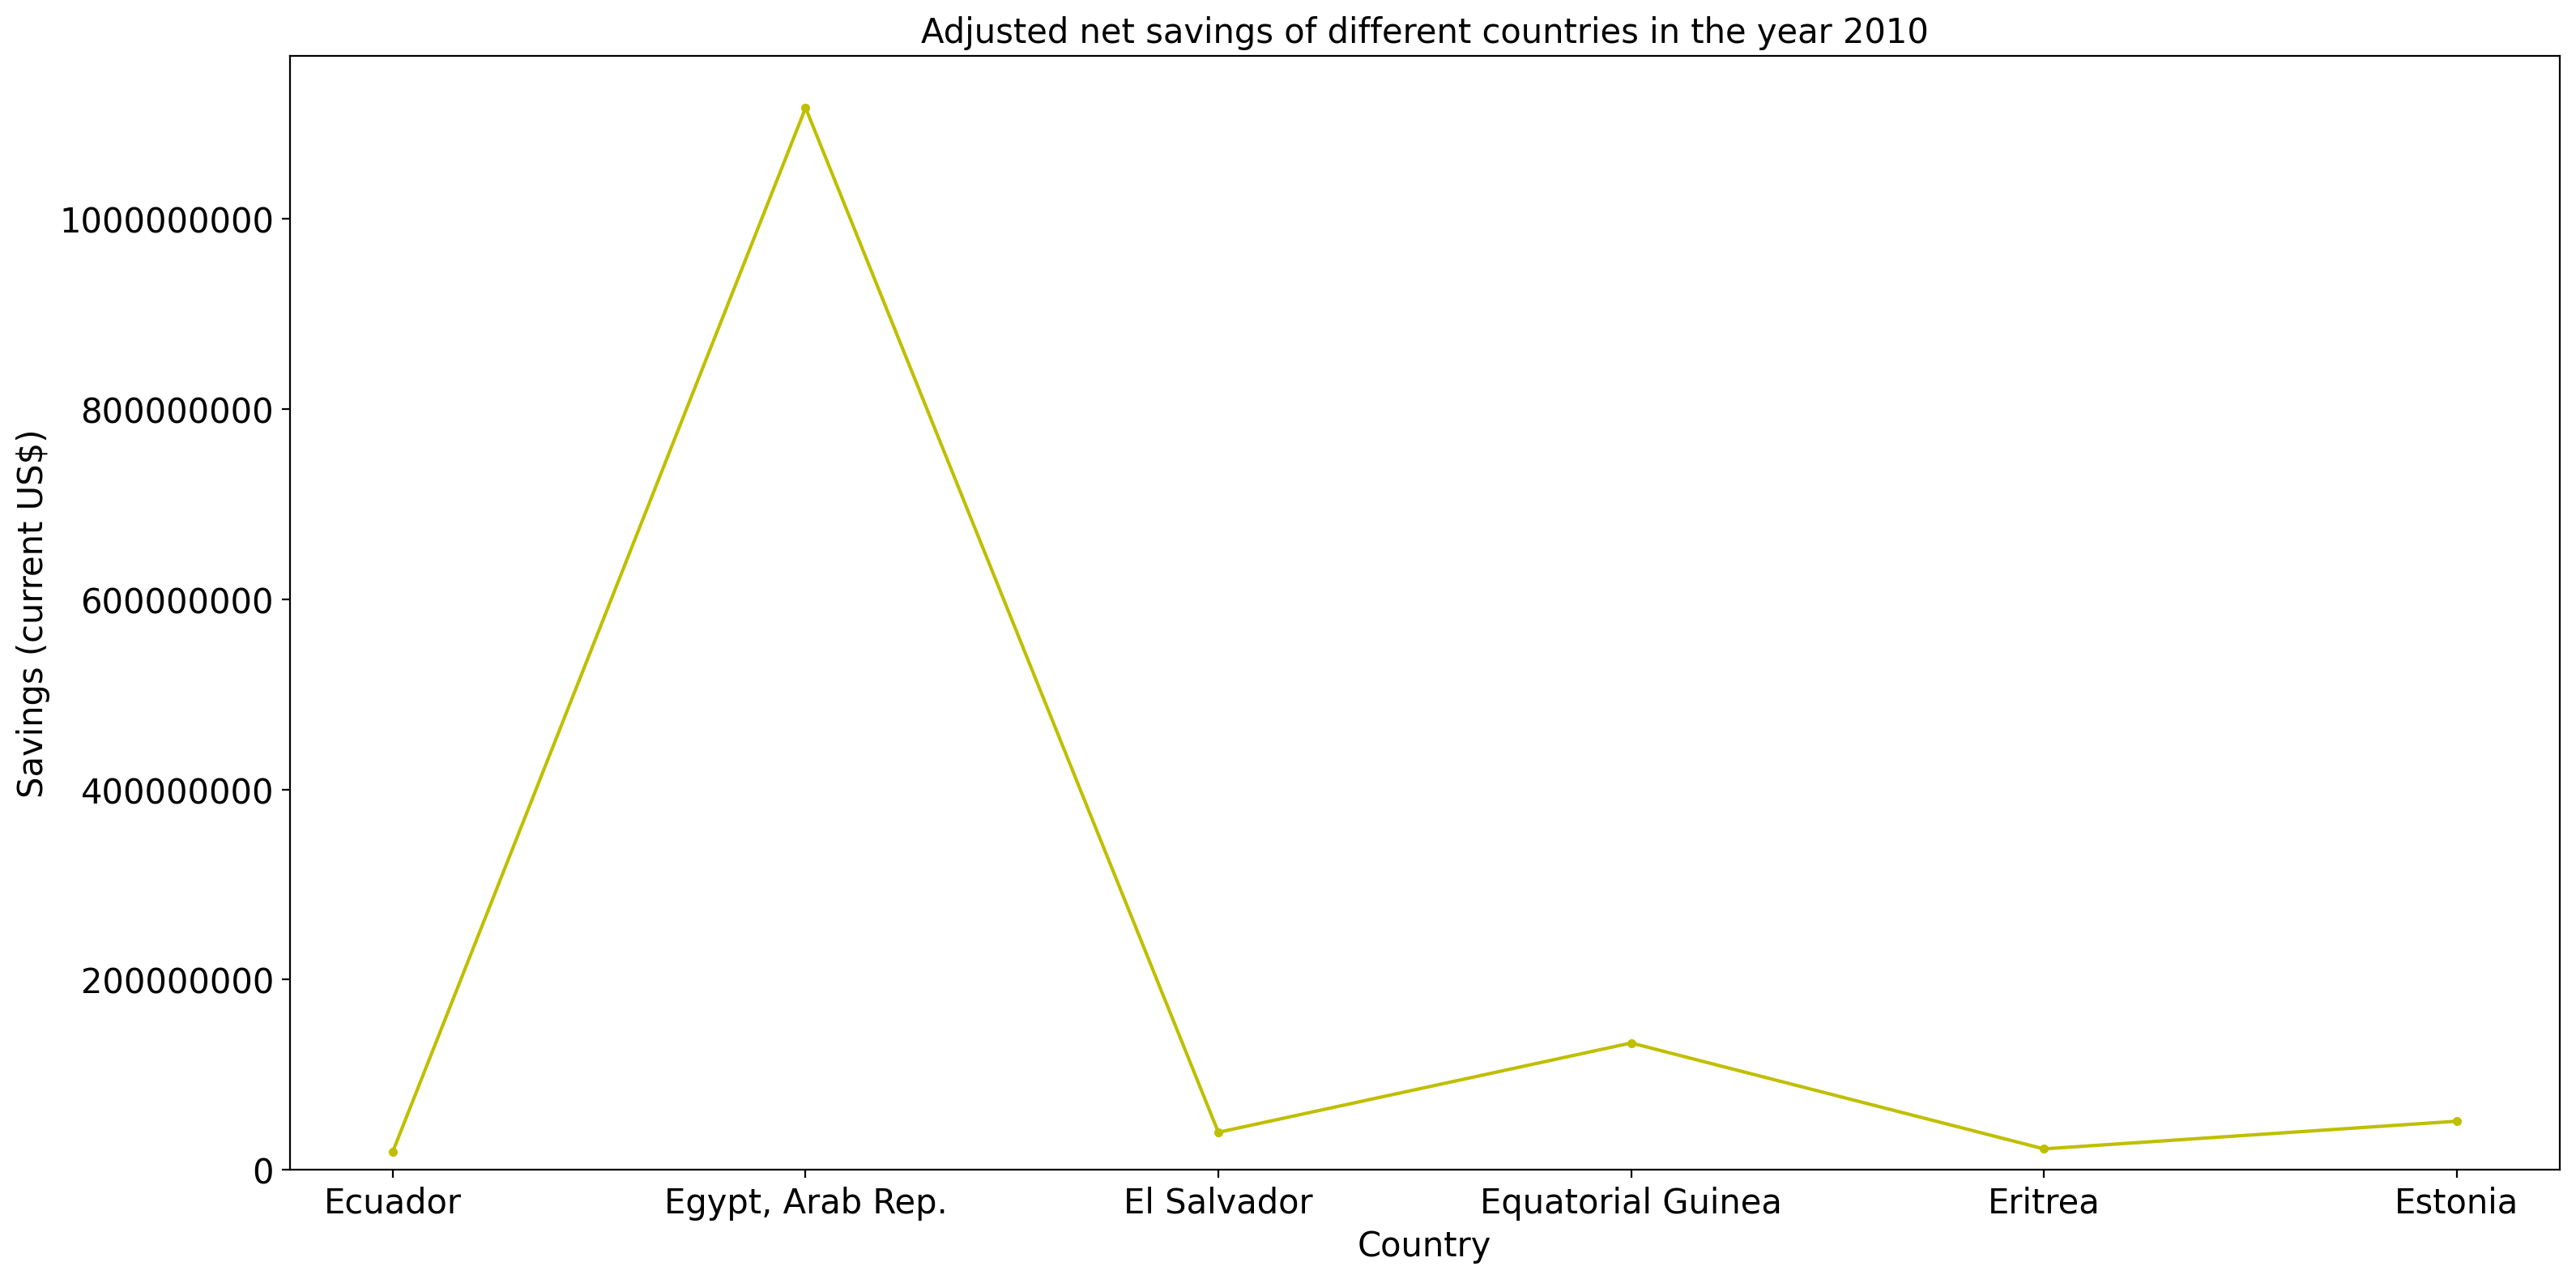 Adjusted net savings of different countries in the year 2010
Savings (current US$)
1000000000
800000000
600000000
400000000
200000000
0
Ecuador Egypt, Arab Rep. El Salvador Equatorial Guinea Eritrea Estonia
Country